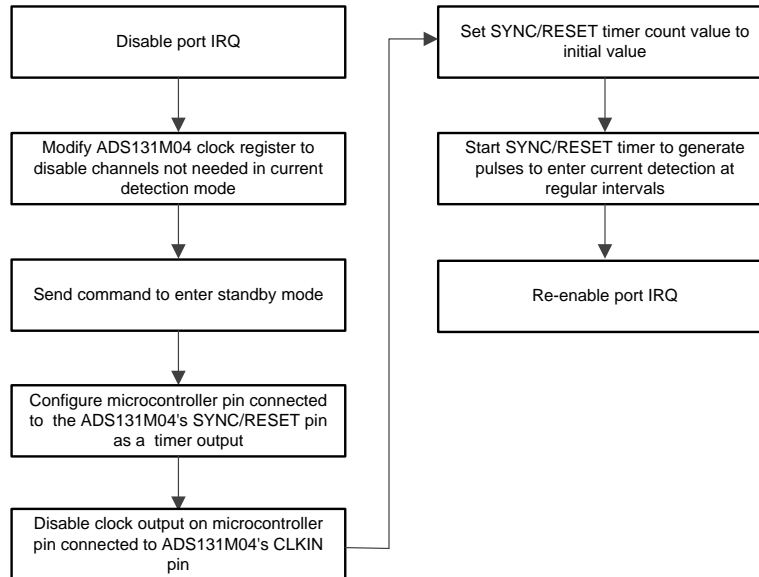 Disable port IRQ
Modify ADS131M04 clock register to
disable channels not needed in current
detection mode
Send command to enter standby mode
Configure microcontroller pin connected
to the ADS131M04's SYNC/RESET pin
as a timer output
Disable clock output on microcontroller
pin connected to ADS131M04's CLKIN
pin
Set SYNC/RESET timer count value to
initial value
Start SYNC/RESET timer to generate
pulses to enter current detection at
regular intervals
Re-enable port IRQ